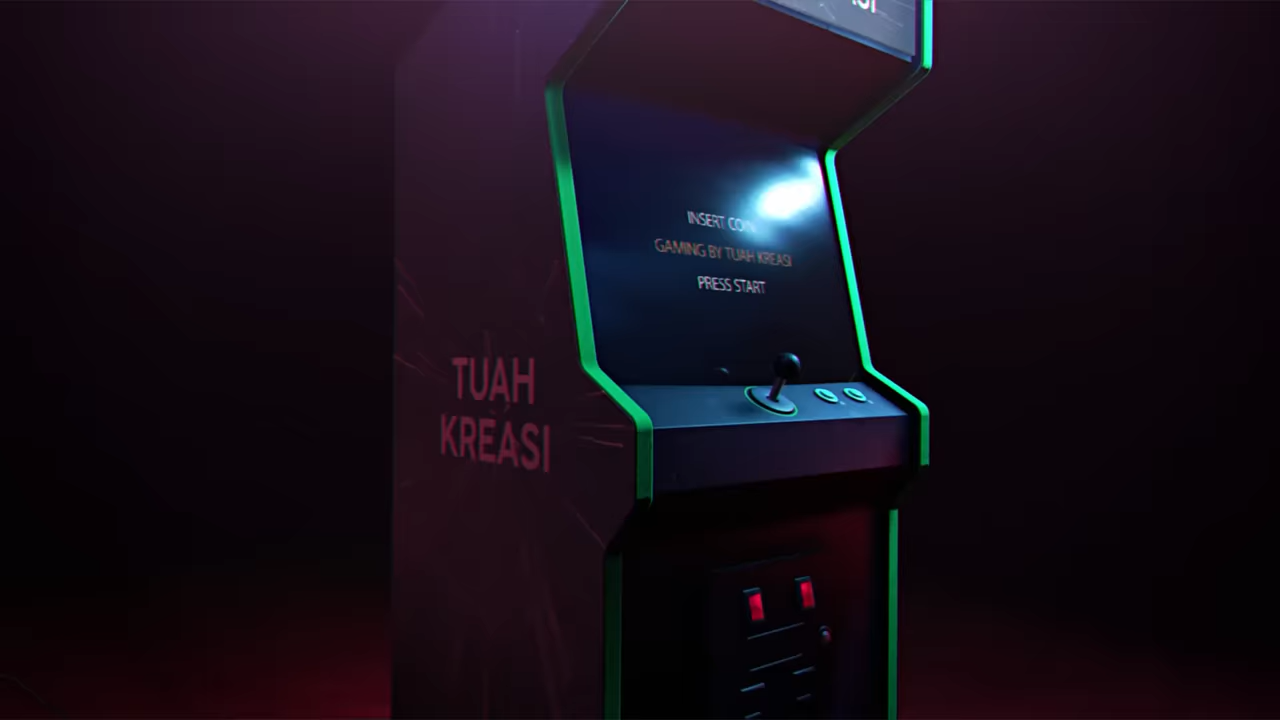 INSERT COIN
GAMING BY TUAH KREASI
PRESS START
TUAH
KREASI